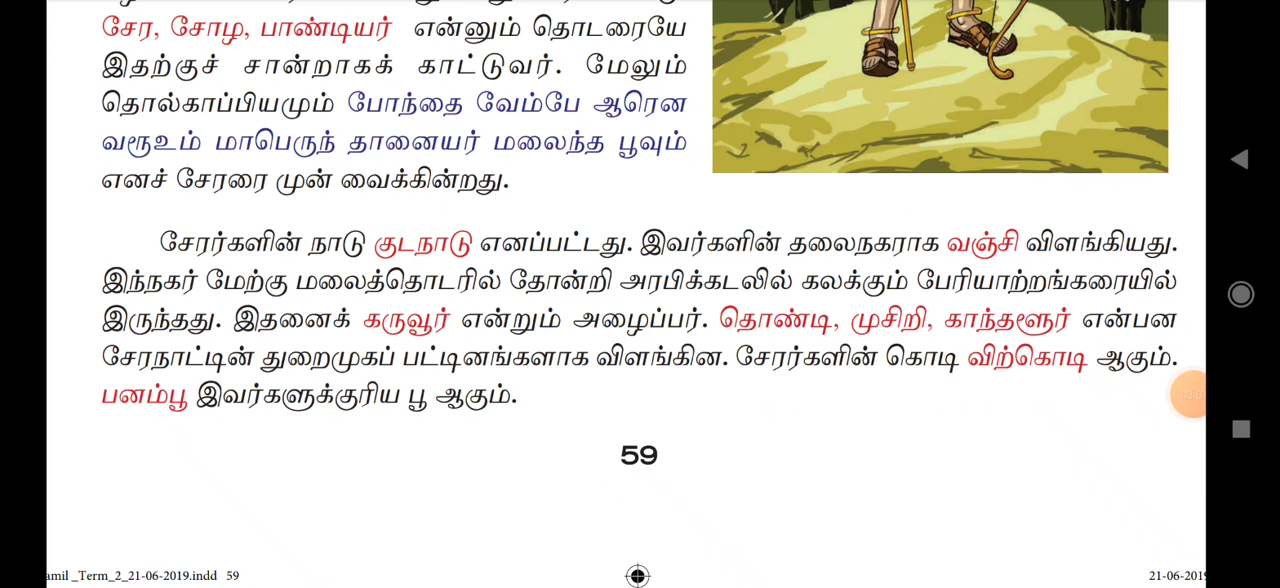 சேர, சோழ, பாண்டியர் என்னும் தொடரையே
இதற்குச் சான்றாகக் காட்டுவர். மேலும்
தொல்காப்பியமும் போந்தை வேம்பே ஆரென
வரூஉம் மாபெருந் தானையர் மலைந்த பூவும்
எனச் சேரரை முன் வைக்கின்றது.
சேரர்களின் நாடு குடநாடு எனப்பட்டது. இவர்களின் தலைநகராக வஞ்சி விளங்கியது.
இந்நகர் மேற்கு மலைத்தொடரில் தோன்றி அரபிக்கடலில் கலக்கும் பேரியாற்றங்கரையில்
இருந்தது. இதனைக் கருவூர் என்றும் அழைப்பர். தொண்டி, முசிறி, காந்தளூர் என்பன
சேரநாட்டின் துறைமுகப் பட்டினங்களாக விளங்கின. சேரர்களின் கொடி விற்கொடி ஆகும்.
பனம்பூ இவர்களுக்குரிய பூ ஆகும்.
59
amil _Term_2_21-06-2019.indd 59
21-06-2019